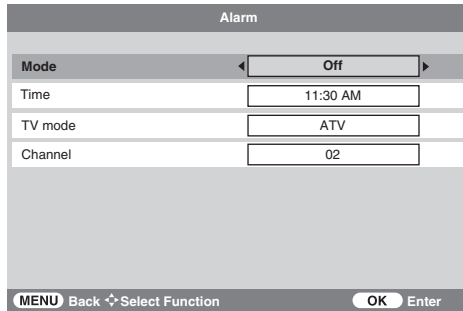 Alarm
Mode Off
Time 11:30 AM
TV mode ATV
Channel 02
MENU Back Select Function OK Enter